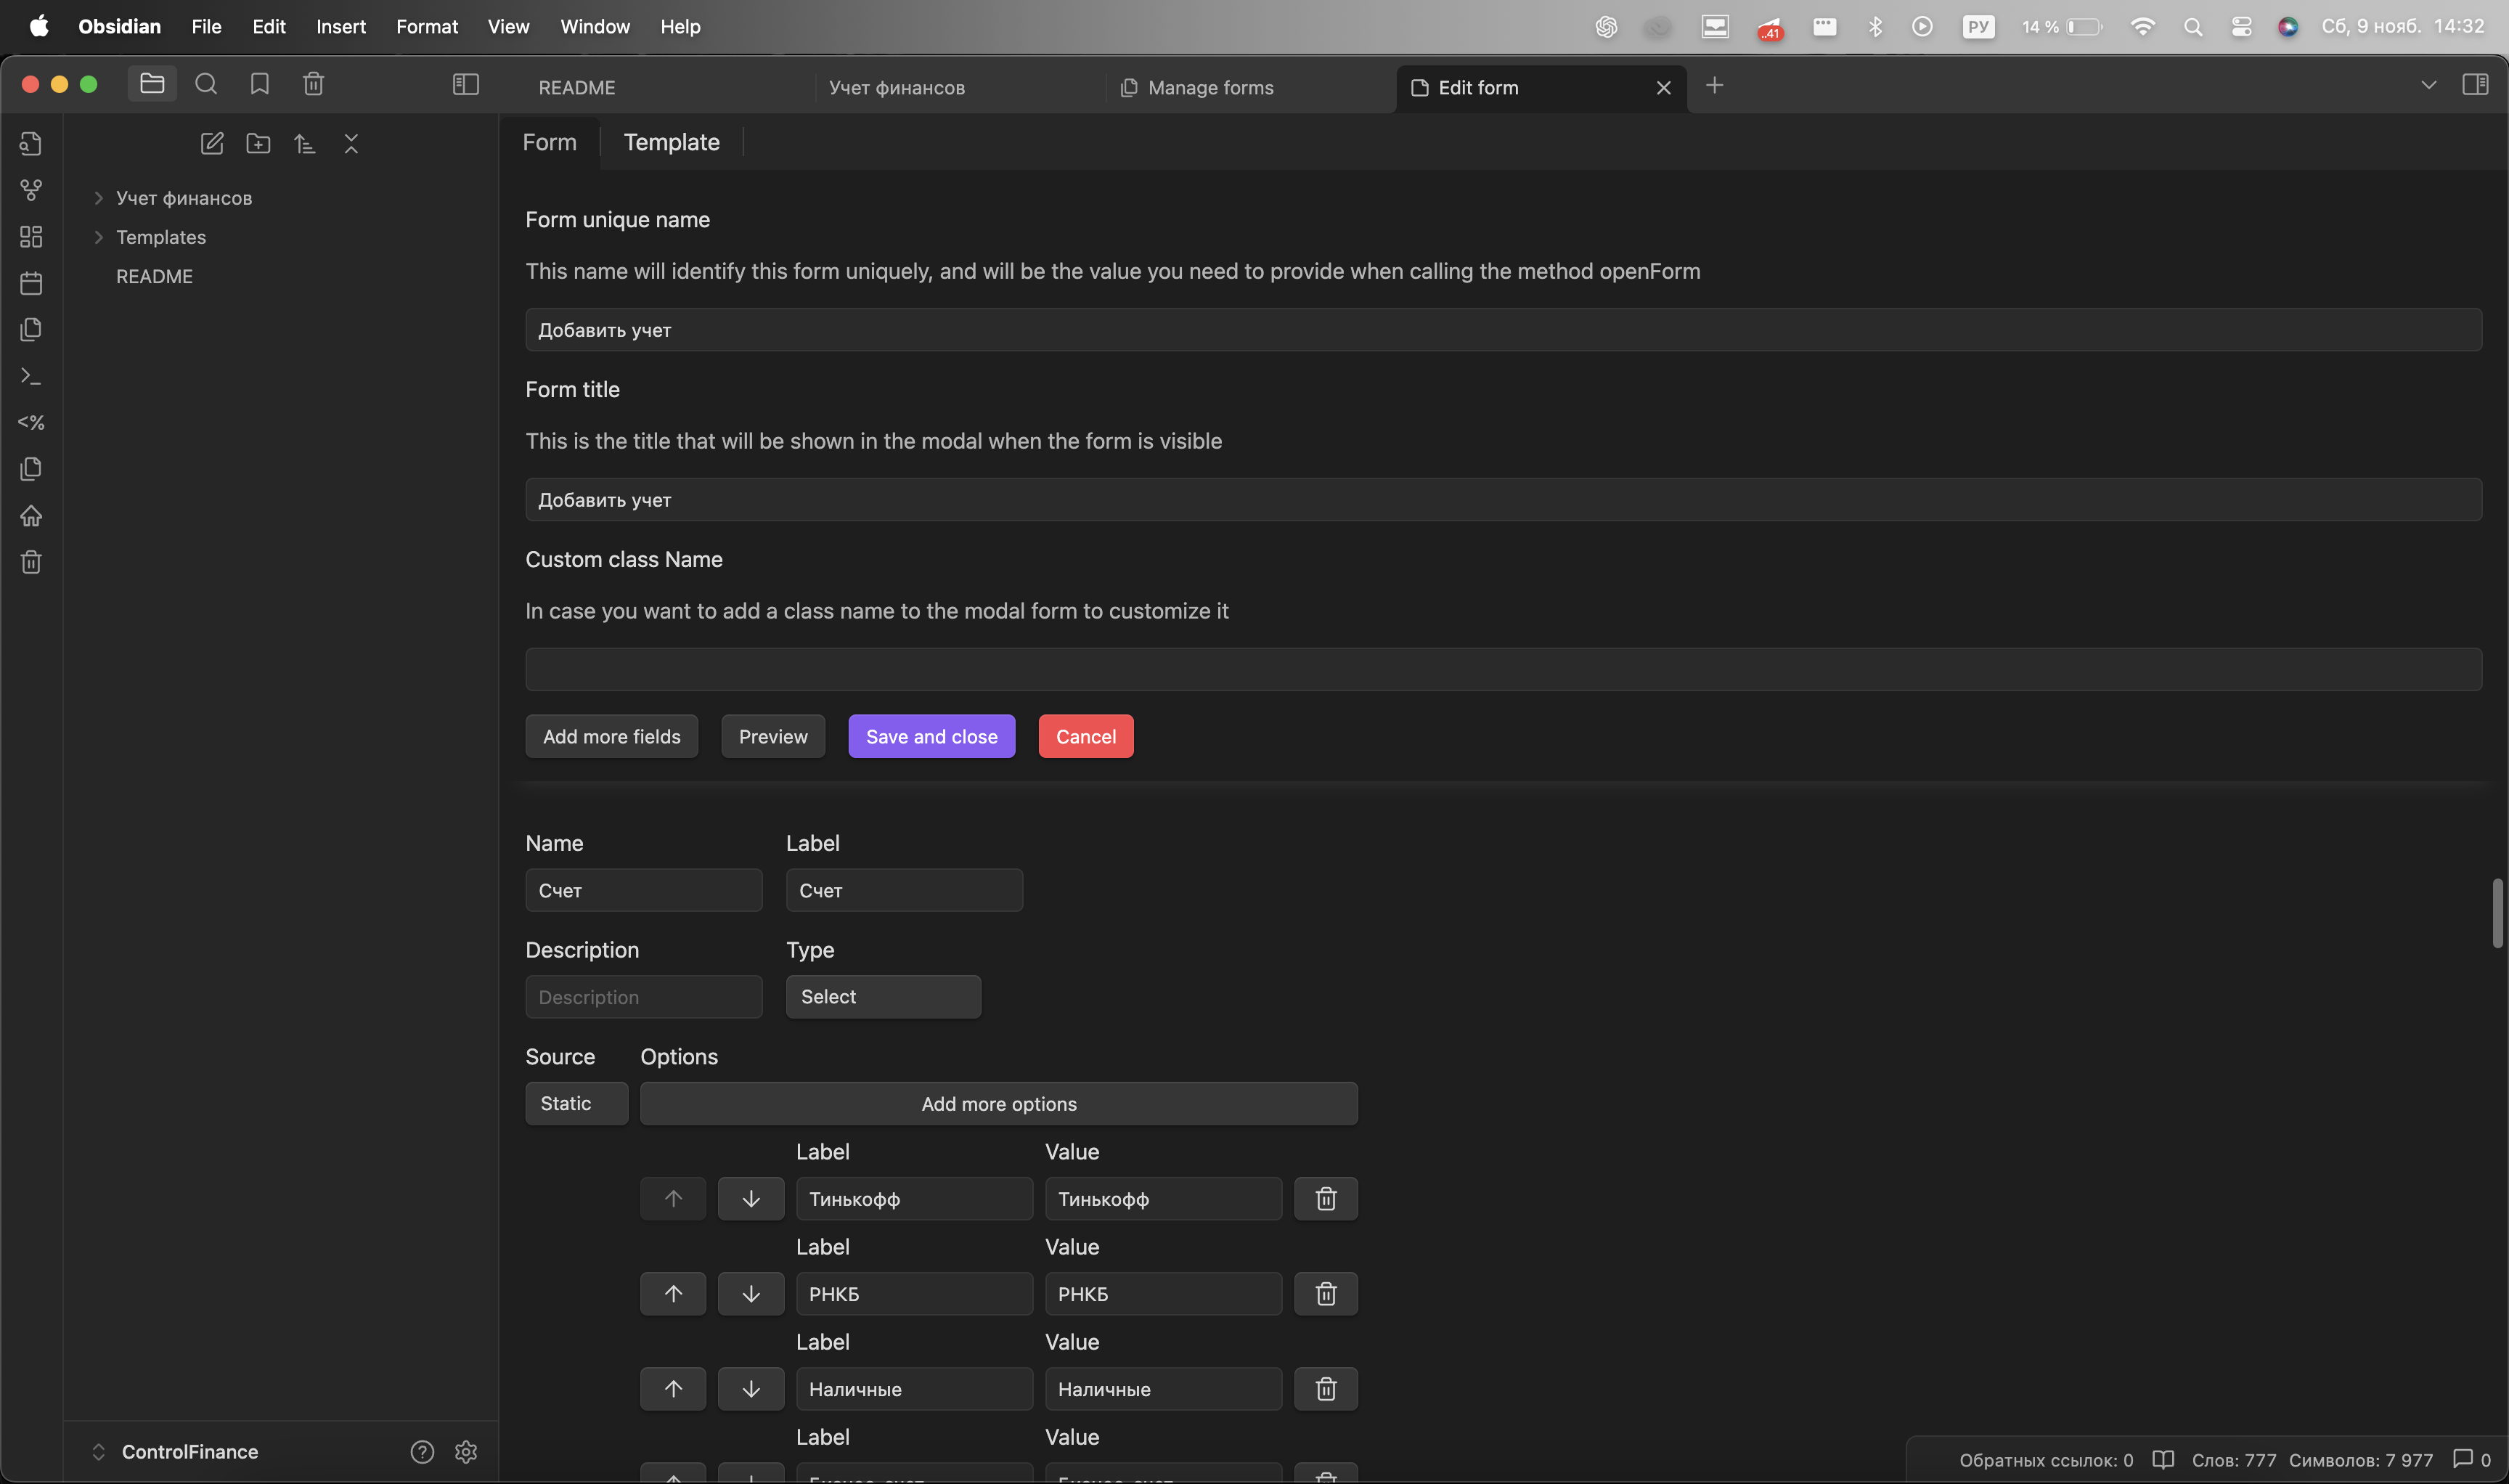 Obsidian File Edit Insert Format View Window Help ..41 РУ 14 % Сб, 9 нояб. 14:32
README Учет финансов Manage forms Edit form
Form Template
Учет финансов
Templates
README
Form unique name
This name will identify this form uniquely, and will be the value you need to provide when calling the method openForm
Добавить учет
Form title
This is the title that will be shown in the modal when the form is visible
Добавить учет
Custom class Name
In case you want to add a class name to the modal form to customize it
Add more fields Preview Save and close Cancel
Name Label
Счет Счет
Description Type
Description Select
Source Options
Static Add more options
Label Value
Тинькофф Тинькофф
Label Value
РНКБ РНКБ
Label Value
Наличные Наличные
Label Value
ControlFinance
Обратных ссылок: 0 Слов: 777 Символов: 7 977 0